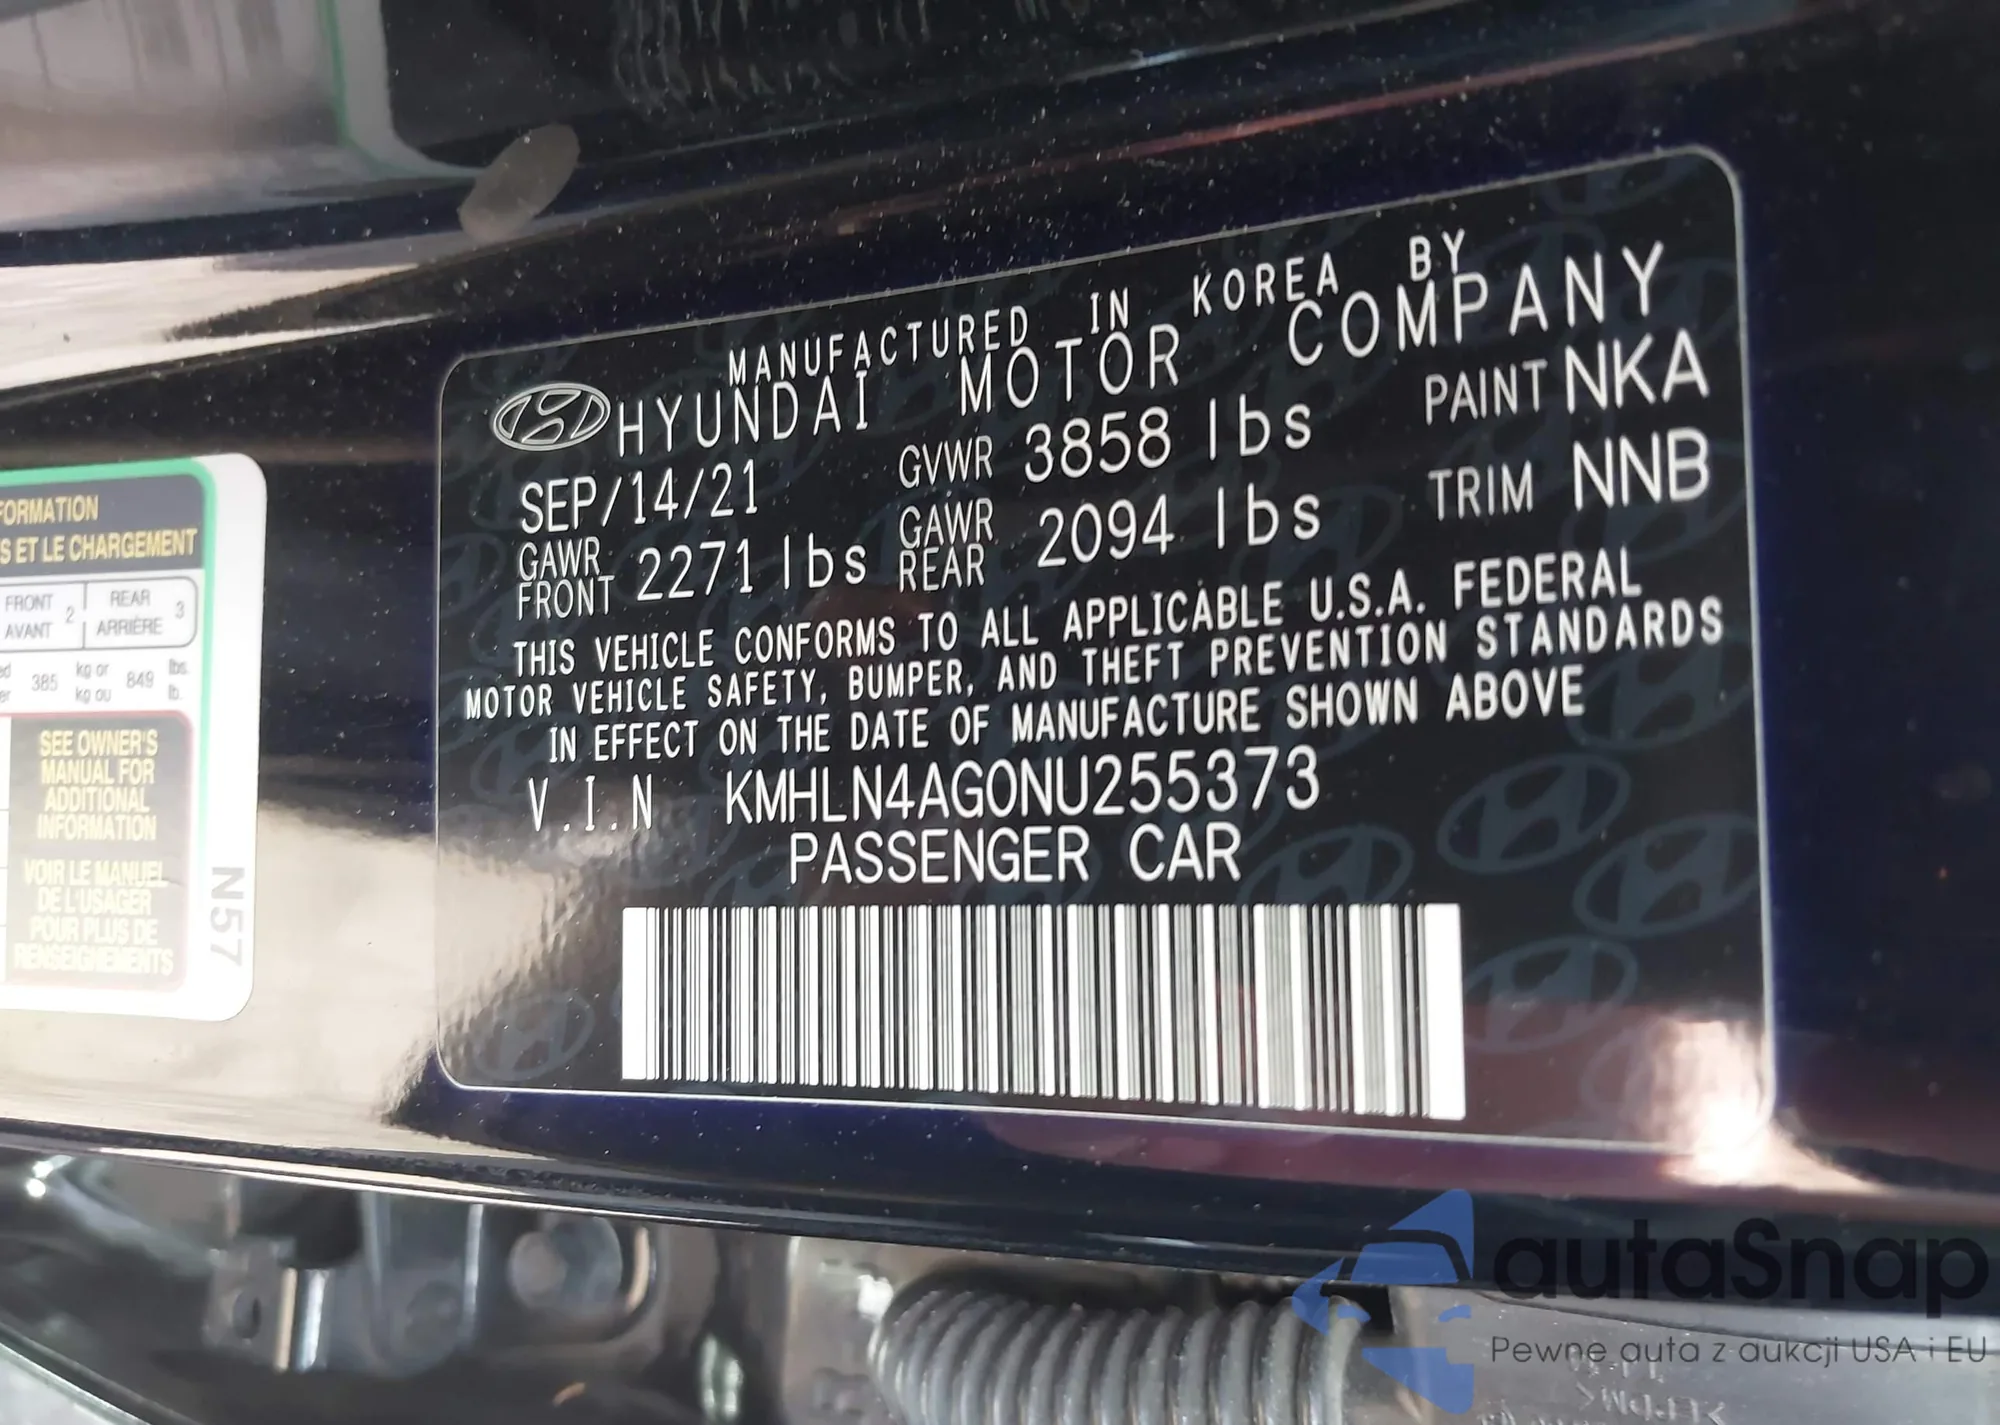 MANUFACTURED IN KOREA BY
HYUNDAI MOTOR COMPANY
SEP/14/21 GVWR 3858 lbs PAINT NKA
GAWR FRONT 2271 lbs GAWR REAR 2094 lbs TRIM NNB
THIS VEHICLE CONFORMS TO ALL APPLICABLE U.S.A. FEDERAL
MOTOR VEHICLE SAFETY, BUMPER, AND THEFT PREVENTION STANDARDS
IN EFFECT ON THE DATE OF MANUFACTURE SHOWN ABOVE
V.I.N KMHLN4AG0NU255373
PASSENGER CAR
ET LE CHARGEMENT
FRONT 2 REAR 3
AVANT ARRIÈRE
385 kg or 849 lbs.
kg ou lb.
SEE OWNER'S
MANUAL FOR
ADDITIONAL
INFORMATION
VOIR LE MANUEL
DE L'USAGER
POUR PLUS DE
RENSEIGNEMENTS
N57
autaSnap
Pewne auta z aukcji USA i EU